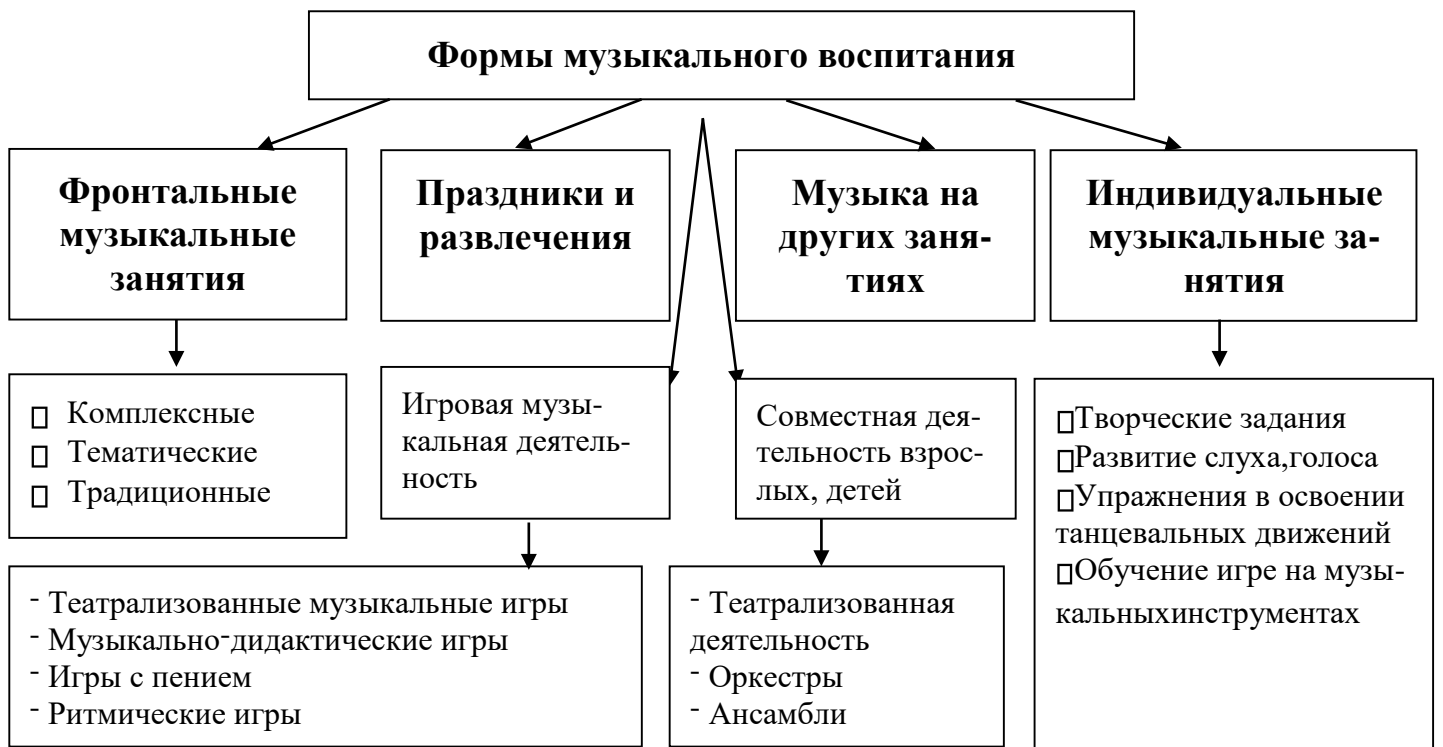 Формы музыкального воспитания
Фронтальные
музыкальные
занятия
Праздники и
развлечения
Музыка на
других заня-
тиях
Индивидуальные
музыкальные за-
нятия
Комплексные
Тематические
Традиционные
Игровая музы-
кальная деятель-
ность
Совместная дея-
тельность взрос-
лых, детей
Творческие задания
Развитие слуха,голоса
Упражнения в освоении
танцевальных движений
Обучение игре на музы-
кальныхинструментах
- Театрализованные музыкальные игры
- Музыкально-дидактические игры
- Игры с пением
- Ритмические игры
- Театрализованная
деятельность
- Оркестры
- Ансамбли